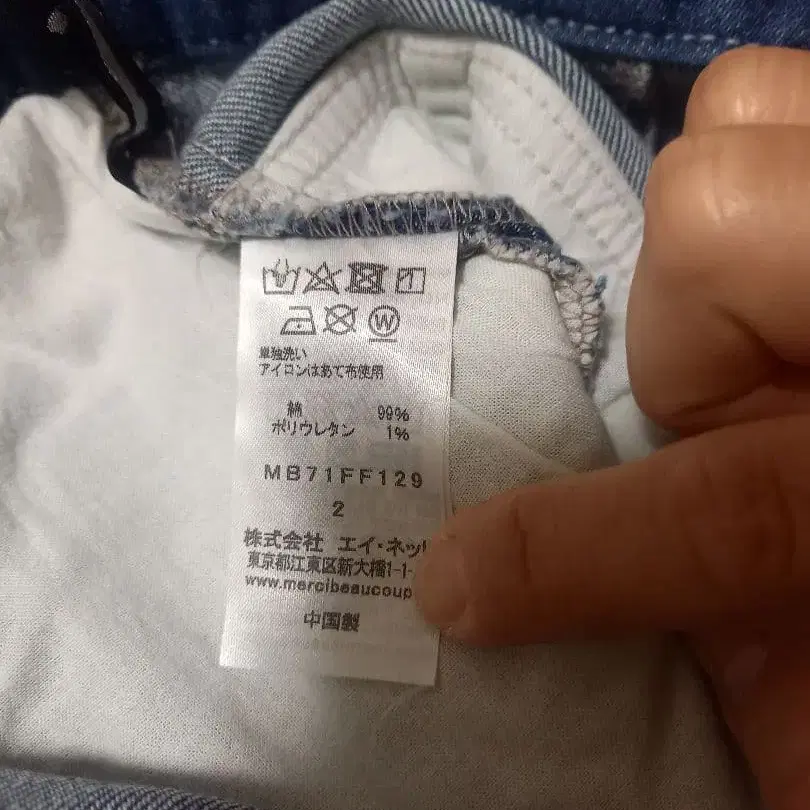 W
単独洗い
アイロンはあて布使用
綿 99%
ポリウレタン 1%
MB71FF129
2
株式会社 エイ・ネッ
東京都江東区新大橋1-1-
www.mercibeaucoup
中国製